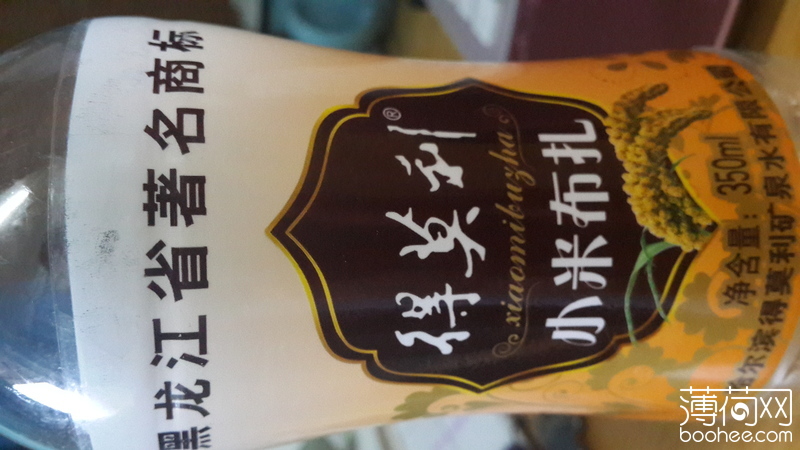 黑龙江省著名商标
得莫利®
xiaomibuzha
小米布扎
净含量：350ml
尔滨得莫利矿泉水有限公司
薄荷网
boohee.com